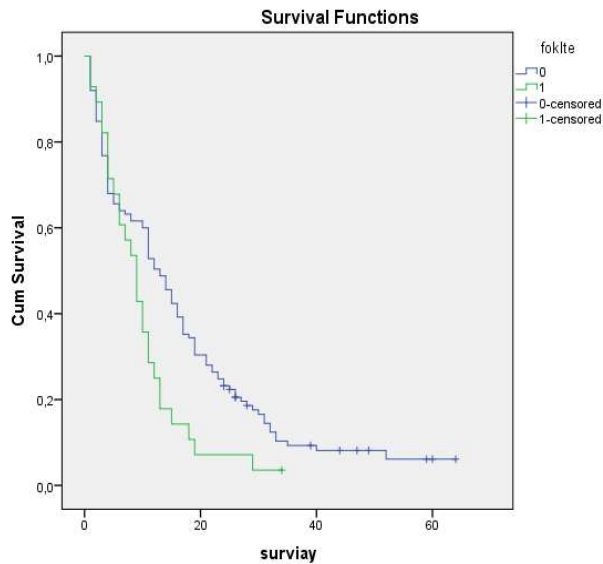 Survival Functions
foklte
0
1
0-censored
1-censored
Cum Survival
1,0
0,8
0,6
0,4
0,2
0,0
0 20 40 60
surviay